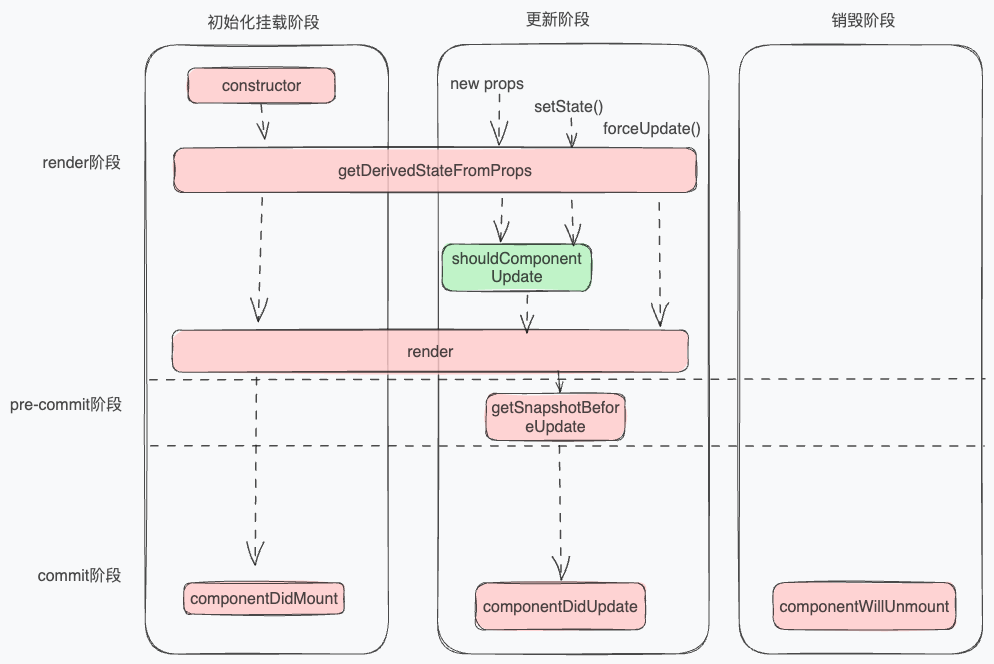 初始化挂载阶段
更新阶段
销毁阶段
constructor
new props
setState()
forceUpdate()
render阶段
getDerivedStateFromProps
shouldComponent
Update
render
pre-commit阶段
getSnapshotBefor
eUpdate
commit阶段
componentDidMount
componentDidUpdate
componentWillUnmount